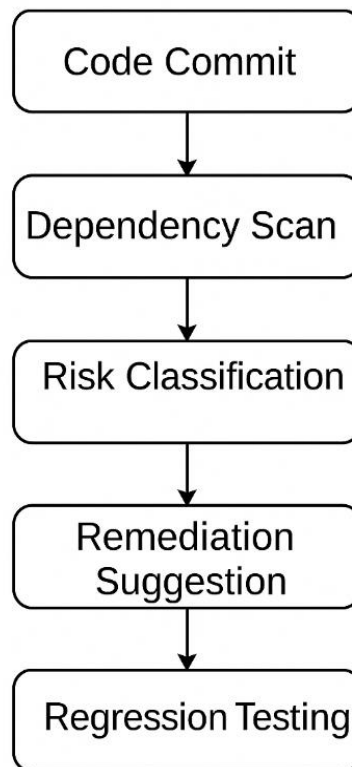 Code Commit
Dependency Scan
Risk Classification
Remediation
Suggestion
Regression Testing